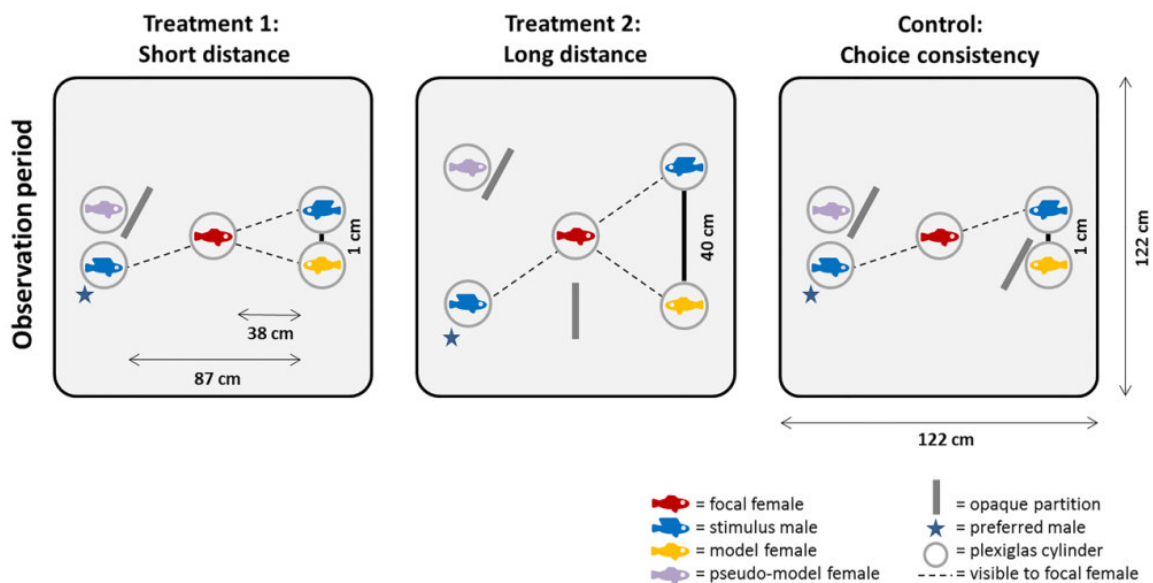 Treatment 1:
Short distance
Treatment 2:
Long distance
Control:
Choice consistency
Observation period
1 cm
38 cm
87 cm
40 cm
1 cm
122 cm
122 cm
= focal female
= stimulus male
= model female
= pseudo-model female
= opaque partition
= preferred male
= plexiglas cylinder
= visible to focal female